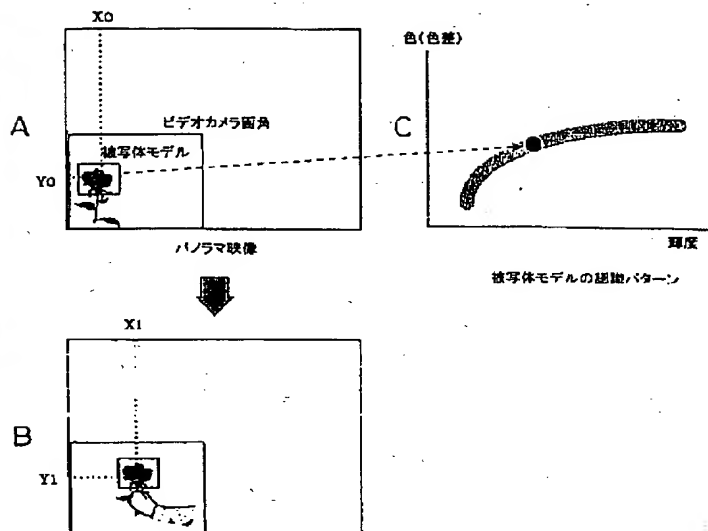 X0
A
ビデオカメラ画角
被写体モデル
Y0
パノラマ映像
色(色差)
C
輝度
被写体モデルの認識パターン
X1
B
Y1